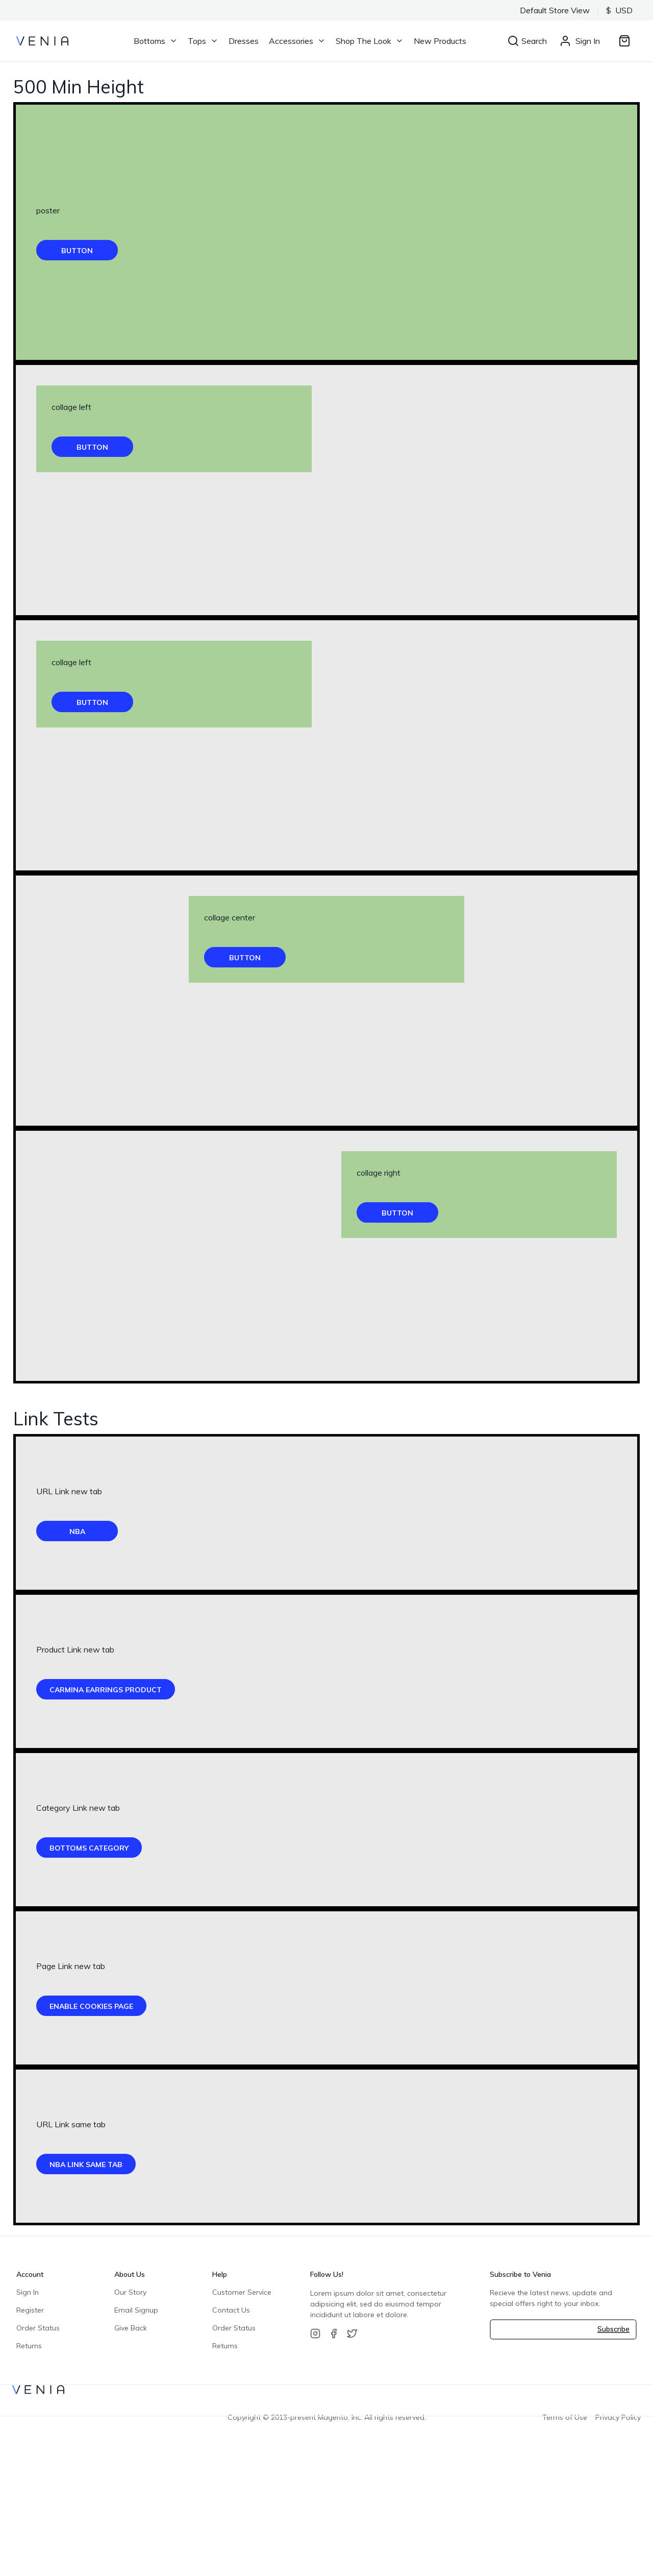 Default Store View $ USD
VENIA Bottoms Tops Dresses Accessories Shop The Look New Products Search Sign In
500 Min Height
poster
BUTTON
collage left
BUTTON
collage left
BUTTON
collage center
BUTTON
collage right
BUTTON
Link Tests
URL Link new tab
NBA
Product Link new tab
CARMINA EARRINGS PRODUCT
Category Link new tab
BOTTOMS CATEGORY
Page Link new tab
ENABLE COOKIES PAGE
URL Link same tab
NBA LINK SAME TAB
Account
Sign In
Register
Order Status
Returns
About Us
Our Story
Email Signup
Give Back
Help
Customer Service
Contact Us
Order Status
Returns
Follow Us!
Lorem ipsum dolor sit amet, consectetur
adipiscing elit, sed do eiusmod tempor
incididunt ut labore et dolore.
Subscribe to Venia
Recieve the latest news, update and
special offers right to your inbox.
Subscribe
VENIA
Copyright © 2013-present Magento, Inc. All rights reserved.
Terms of Use Privacy Policy